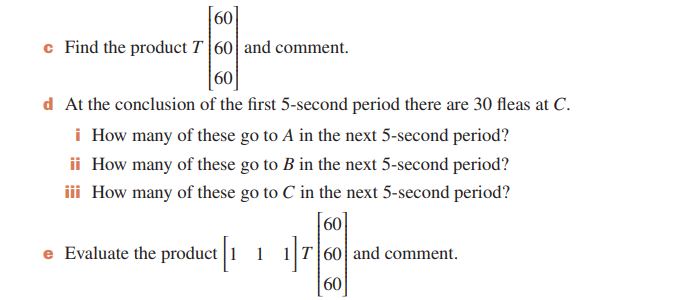 [60]
c Find the product T [60] and comment.
[60]
d At the conclusion of the first 5-second period there are 30 fleas at C.
i How many of these go to A in the next 5-second period?
ii How many of these go to B in the next 5-second period?
iii How many of these go to C in the next 5-second period?
[60]
e Evaluate the product [1 1 1] T [60] and comment.
[60]